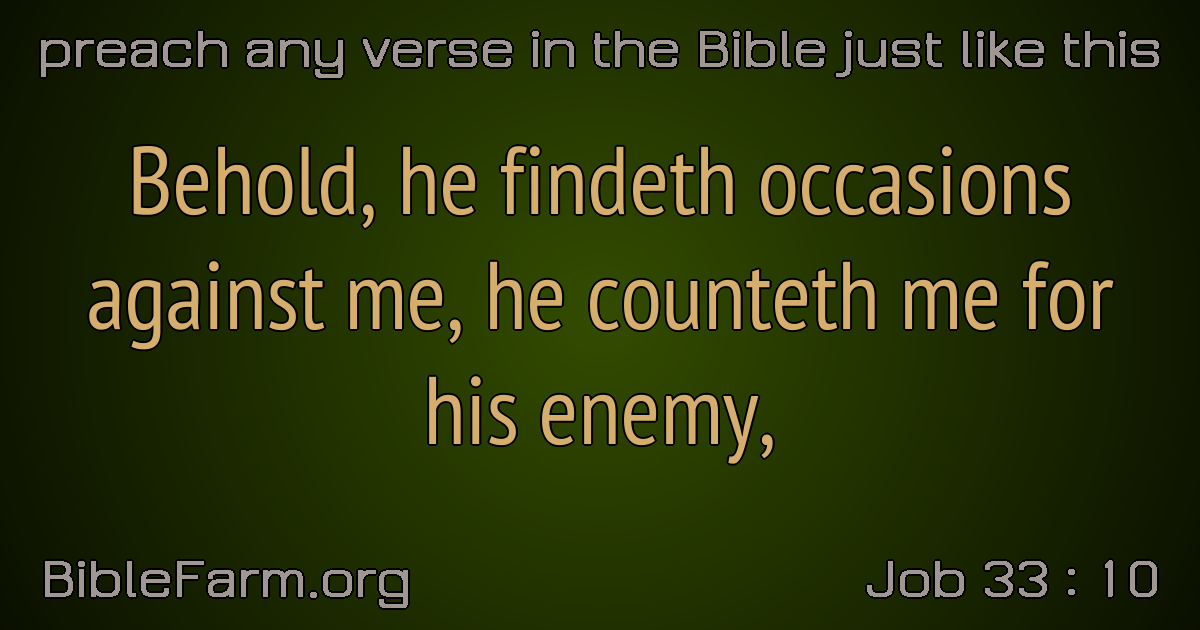 preach any verse in the Bible just like this
Behold, he findeth occasions
against me, he counteth me for
his enemy,
BibleFarm.org
Job 33 : 10